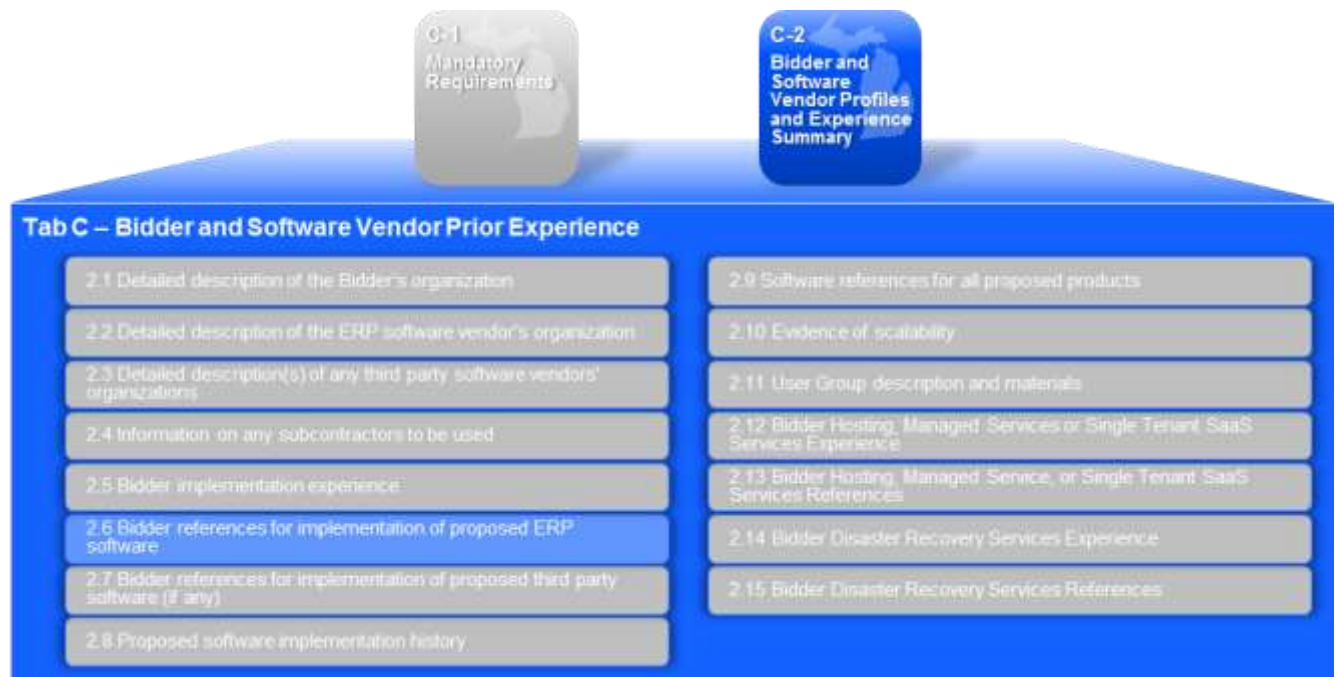 C-1
Mandatory
Requirements
C-2
Bidder and
Software
Vendor Profiles
and Experience
Summary
Tab C – Bidder and Software Vendor Prior Experience
2.1 Detailed description of the Bidder's organization
2.2 Detailed description of the ERP software vendor's organization
2.3 Detailed description(s) of any third party software vendors'
organizations
2.4 Information on any subcontractors to be used
2.5 Bidder implementation experience
2.6 Bidder references for implementation of proposed ERP
software
2.7 Bidder references for implementation of proposed third party
software (if any)
2.8 Proposed software implementation history
2.9 Software references for all proposed products
2.10 Evidence of scalability
2.11 User Group description and materials
2.12 Bidder Hosting, Managed Services or Single Tenant SaaS
Services Experience
2.13 Bidder Hosting, Managed Service, or Single Tenant SaaS
Services References
2.14 Bidder Disaster Recovery Services Experience
2.15 Bidder Disaster Recovery Services References